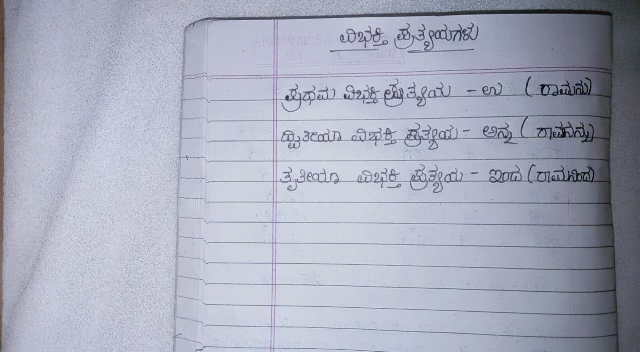 ವಿಭಕ್ತಿ ಪ್ರತ್ಯಯಗಳು
ಪ್ರಥಮ ವಿಭಕ್ತಿ ಪ್ರತ್ಯಯ - ಉ ( ರಾಮನು)
ದ್ವಿತೀಯಾ ವಿಭಕ್ತಿ ಪ್ರತ್ಯಯ - ಅನ್ನು ( ರಾಮನನ್ನು)
ತೃತೀಯಾ ವಿಭಕ್ತಿ ಪ್ರತ್ಯಯ - ಇಂದ (ರಾಮನಿಂದ)